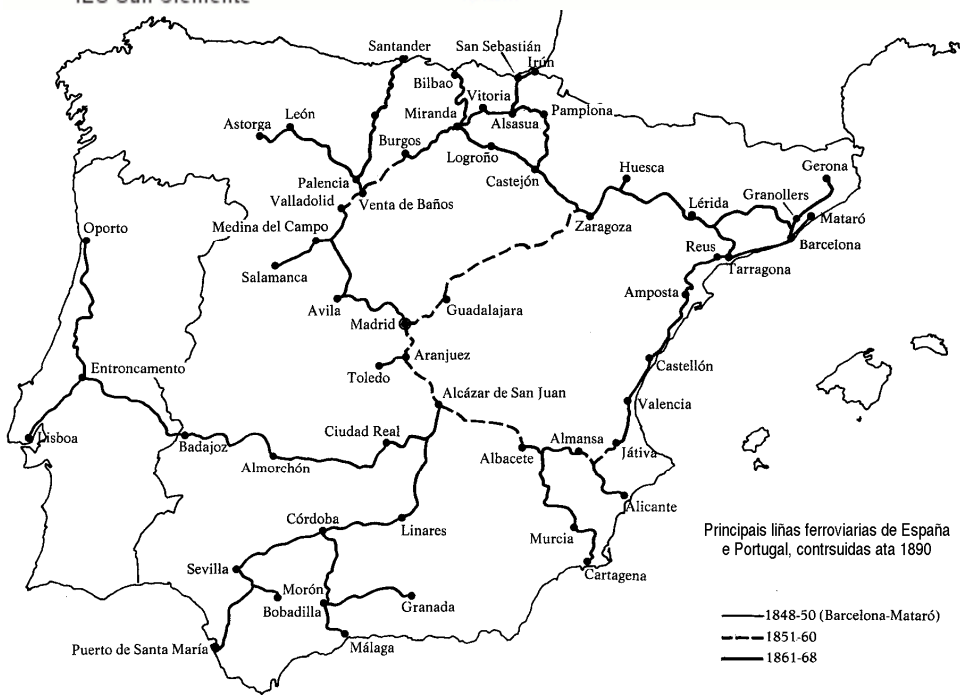 IES San Clemente
Santander
San Sebastián
Irún
Bilbao
Vitoria
León
Miranda
Pamplona
Astorga
Burgos
Alsasua
Logroño
Huesca
Gerona
Palencia
Castejón
Granollers
Valladolid
Venta de Baños
Lérida
Mataró
Oporto
Medina del Campo
Zaragoza
Reus
Barcelona
Salamanca
Tarragona
Amposta
Avila
Guadalajara
Madrid
Aranjuez
Entroncamento
Toledo
Castellón
Alcázar de San Juan
Valencia
Lisboa
Ciudad Real
Almansa
Badajoz
Albacete
Játiva
Almorchón
Alicante
Córdoba
Linares
Murcia
Principais liñas ferroviarias de España
e Portugal, contrsuidas ata 1890
Sevilla
Cartagena
Morón
Bobadilla
Granada
1848-50 (Barcelona-Mataró)
1851-60
Puerto de Santa María
Málaga
1861-68